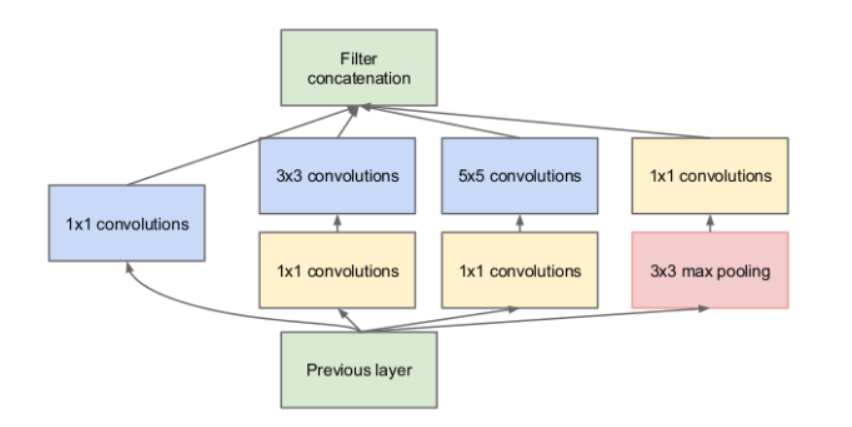 Filter
concatenation
3x3 convolutions
5x5 convolutions
1x1 convolutions
1x1 convolutions
1x1 convolutions
1x1 convolutions
3x3 max pooling
Previous layer